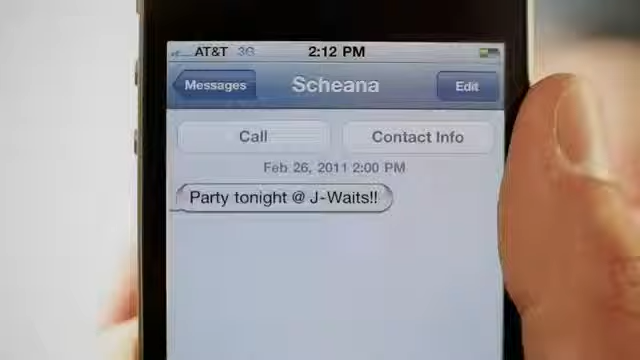 AT&T 3G 2:12 PM
Messages Scheana Edit
Call Contact Info
Feb 26, 2011 2:00 PM
Party tonight @ J-Waits!!